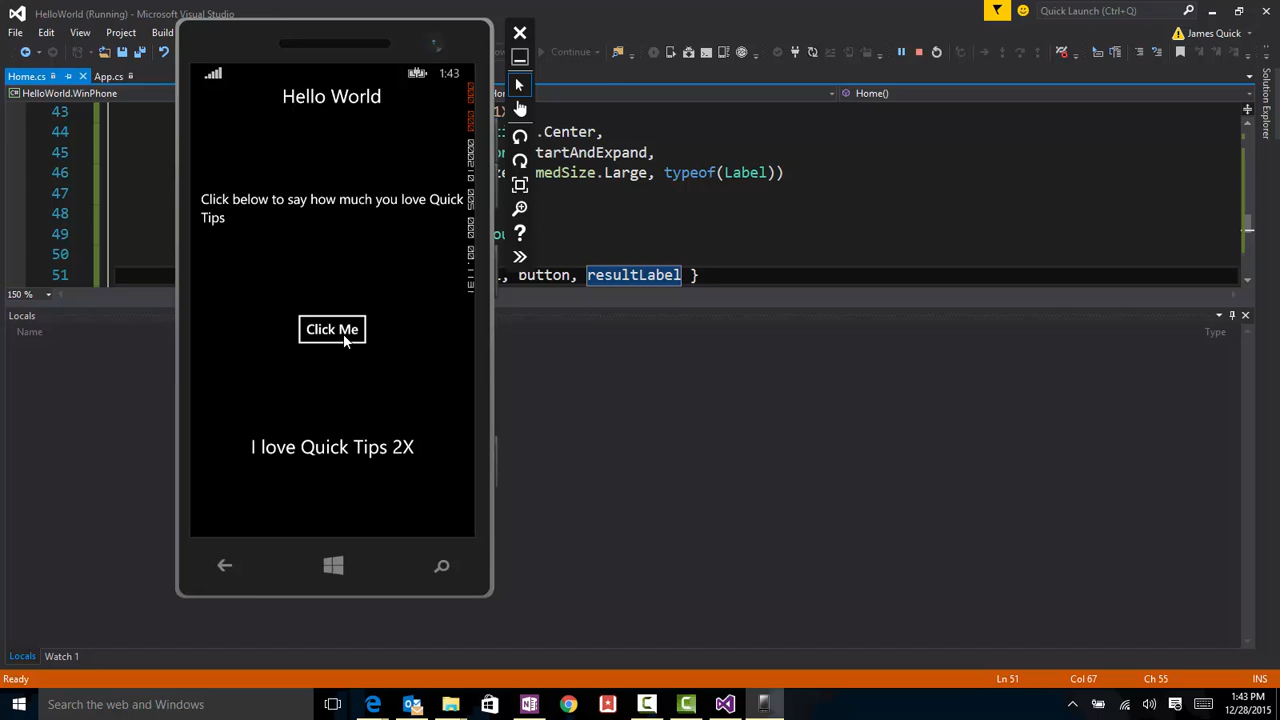 HelloWorld (Running) - Microsoft Visual Studio
Quick Launch (Ctrl+Q)
File Edit View Project Build
James Quick
Continue
Home.cs App.cs
HelloWorld.WinPhone
Home()
43
44 .Center,
45 tartAndExpand,
46 medSize.Large, typeof(Label))
47
48
49
50
51 button, resultLabel }
150 %
Locals
Name Type
1:43
Hello World
Click below to say how much you love Quick
Tips
Click Me
I love Quick Tips 2X
Solution Explorer
Locals Watch 1
Ready Ln 51 Col 67 Ch 55 INS
Search the web and Windows
1:43 PM
12/28/2015